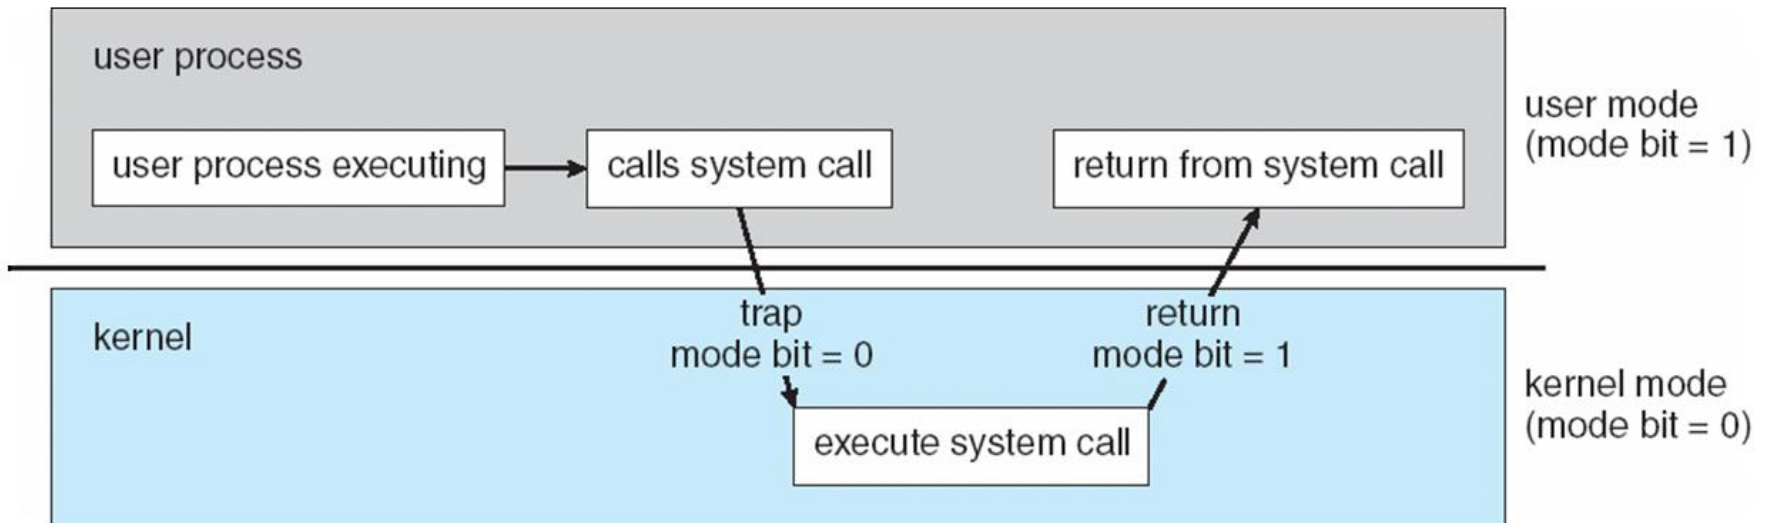 user process
user process executing
calls system call
return from system call
user mode
(mode bit = 1)
kernel
trap
mode bit = 0
return
mode bit = 1
execute system call
kernel mode
(mode bit = 0)